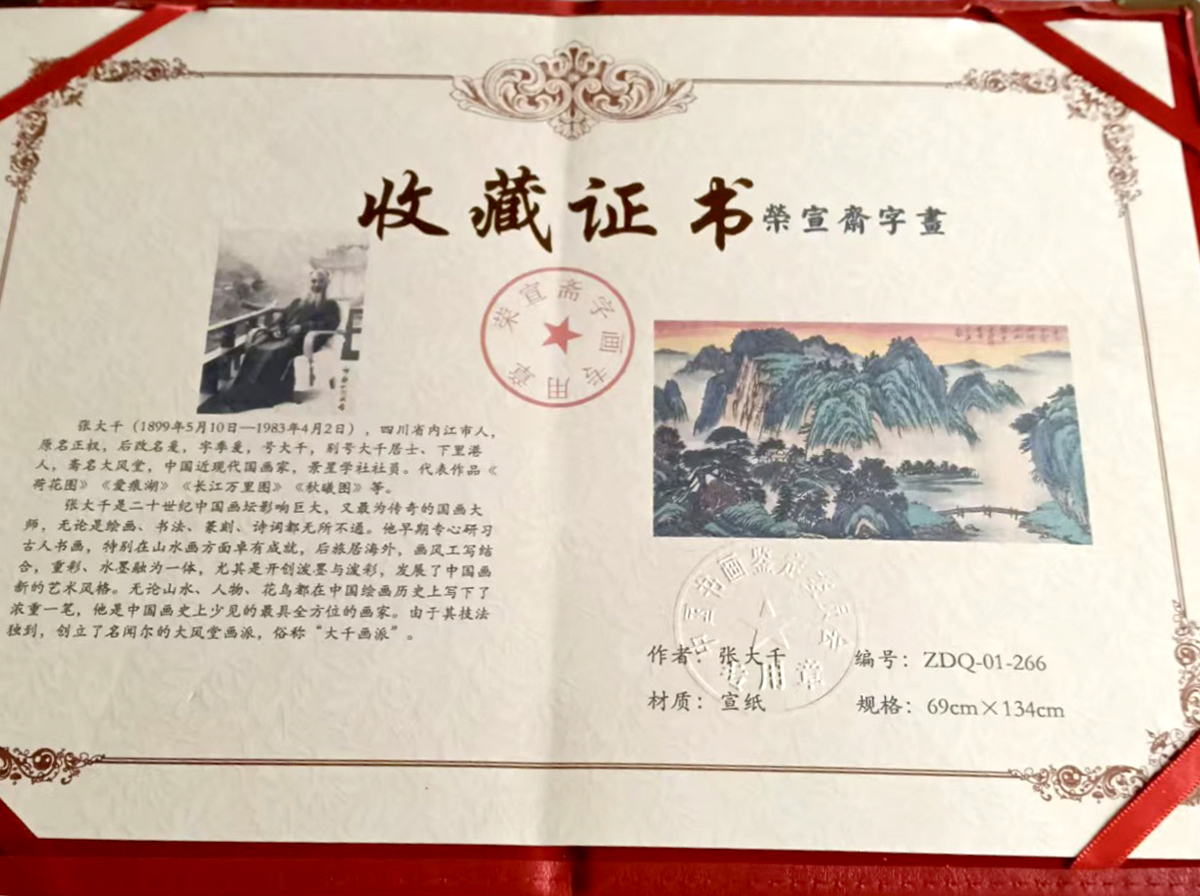 收藏证书 榮宣齋字畫
荣宣斋字画专用章
张大千（1899年5月10日—1983年4月2日），四川省内江市人，
原名正权，后改名爰，字季爰，号大千，别号大千居士、下里港
人，斋名大风堂，中国近现代国画家，景星学社社员。代表作品《
荷花图》《爱痕湖》《长江万里图》《秋曦图》等。
张大千是二十世纪中国画坛影响巨大，又最为传奇的国画大
师，无论是绘画、书法、篆刻、诗词都无所不通。他早期专心研习
古人书画，特别在山水画方面卓有成就，后旅居海外，画风工写结
合，重彩、水墨融为一体，尤其是开创泼墨与泼彩，发展了中国画
新的艺术风格。无论山水、人物、花鸟都在中国绘画历史上写下了
浓重一笔，他是中国画史上少见的最具全方位的画家。由于其技法
独到，创立了名闻尔的大风堂画派，俗称“大千画派”。
书画鉴定委员会
专用章
作者：张大千
编号：ZDQ-01-266
材质：宣纸
规格：69cm×134cm